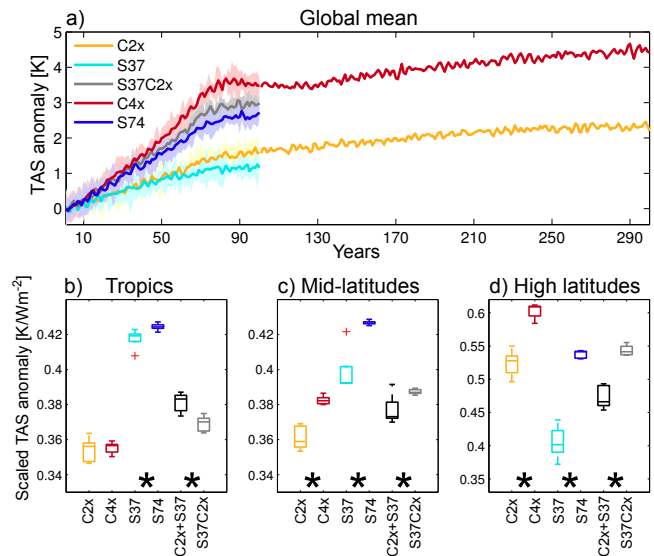 a) Global mean
TAS anomaly [K]
5
4
3
2
1
0
C2x
S37
S37C2x
C4x
S74
10 50 90 130 170 210 250 290
Years
b) Tropics
c) Mid-latitudes
d) High latitudes
Scaled TAS anomaly [K/Wm⁻²]
0.42
0.4
0.38
0.36
0.34
C2x C4x S37 S74 C2x+S37 S37C2x
* *
0.42
0.4
0.38
0.36
0.34
C2x C4x S37 S74 C2x+S37 S37C2x
* * *
0.6
0.55
0.5
0.45
0.4
0.35
C2x C4x S37 S74 C2x+S37 S37C2x
* * *